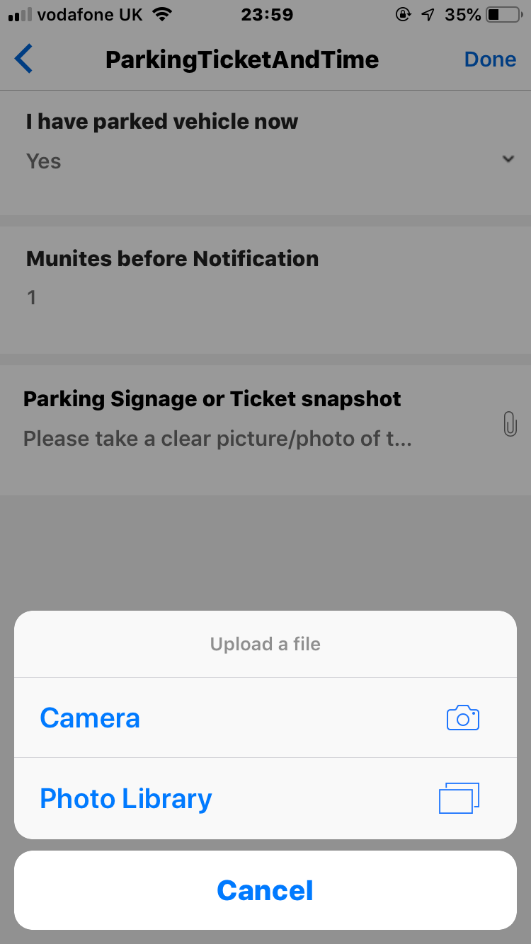 vodafone UK 23:59 35%
ParkingTicketAndTime Done
I have parked vehicle now
Yes
Munites before Notification
1
Parking Signage or Ticket snapshot
Please take a clear picture/photo of t...
Upload a file
Camera
Photo Library
Cancel